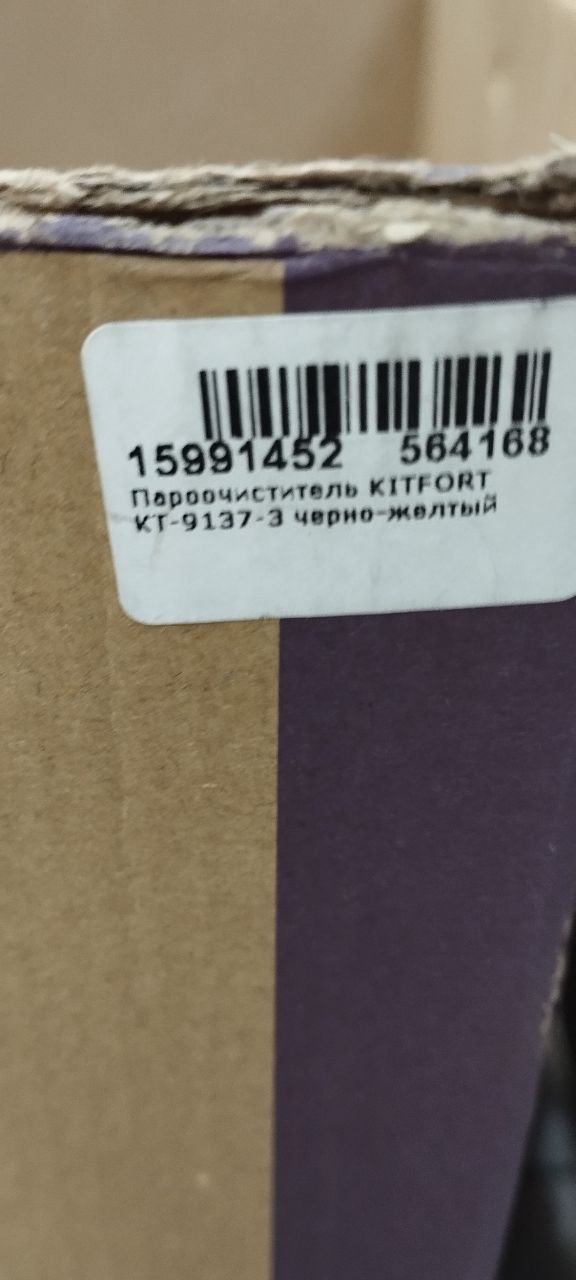 15991452 564168
Пароочиститель KITFORT
КТ-9137-3 черно-желтый